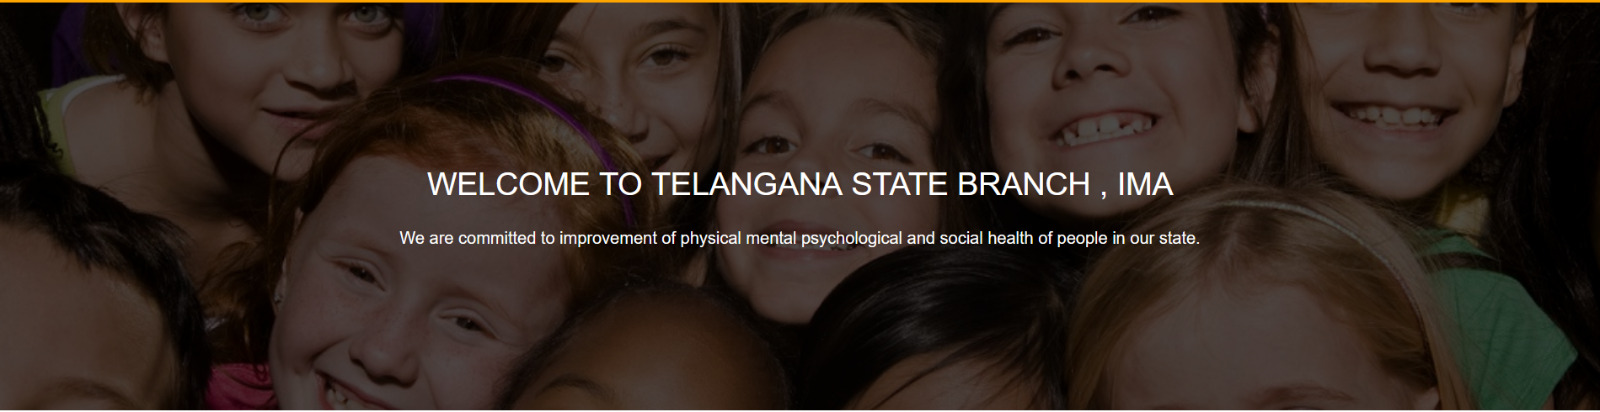 WELCOME TO TELANGANA STATE BRANCH , IMA
We are committed to improvement of physical mental psychological and social health of people in our state.